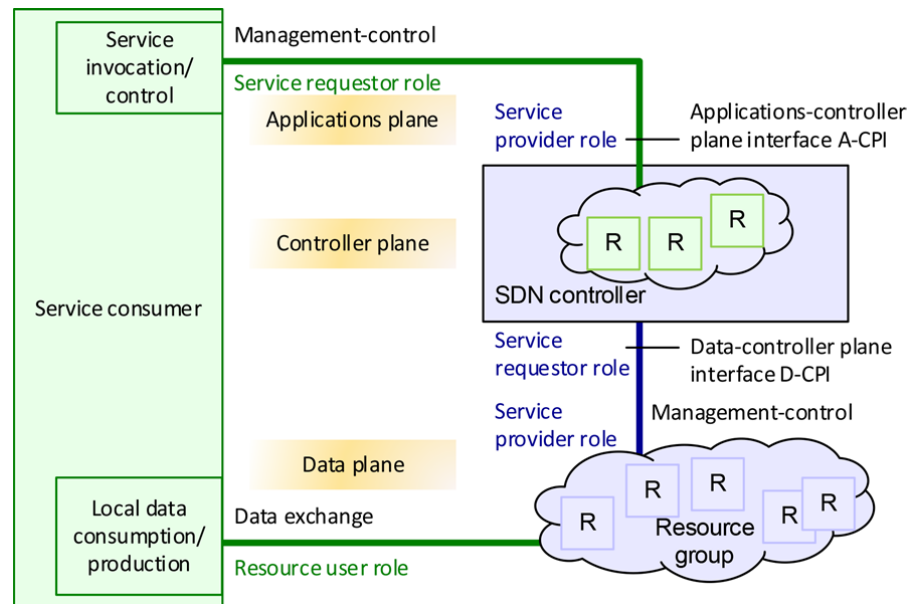 Service
invocation/
control
Management-control
Service requestor role
Applications plane
Service
provider role
Applications-controller
plane interface A-CPI
R
R
R
Controller plane
SDN controller
Service consumer
Service
requestor role
Data-controller plane
interface D-CPI
Service
provider role
Management-control
Data plane
R
R
R
R
R
Resource
group
Local data
consumption/
production
Data exchange
Resource user role